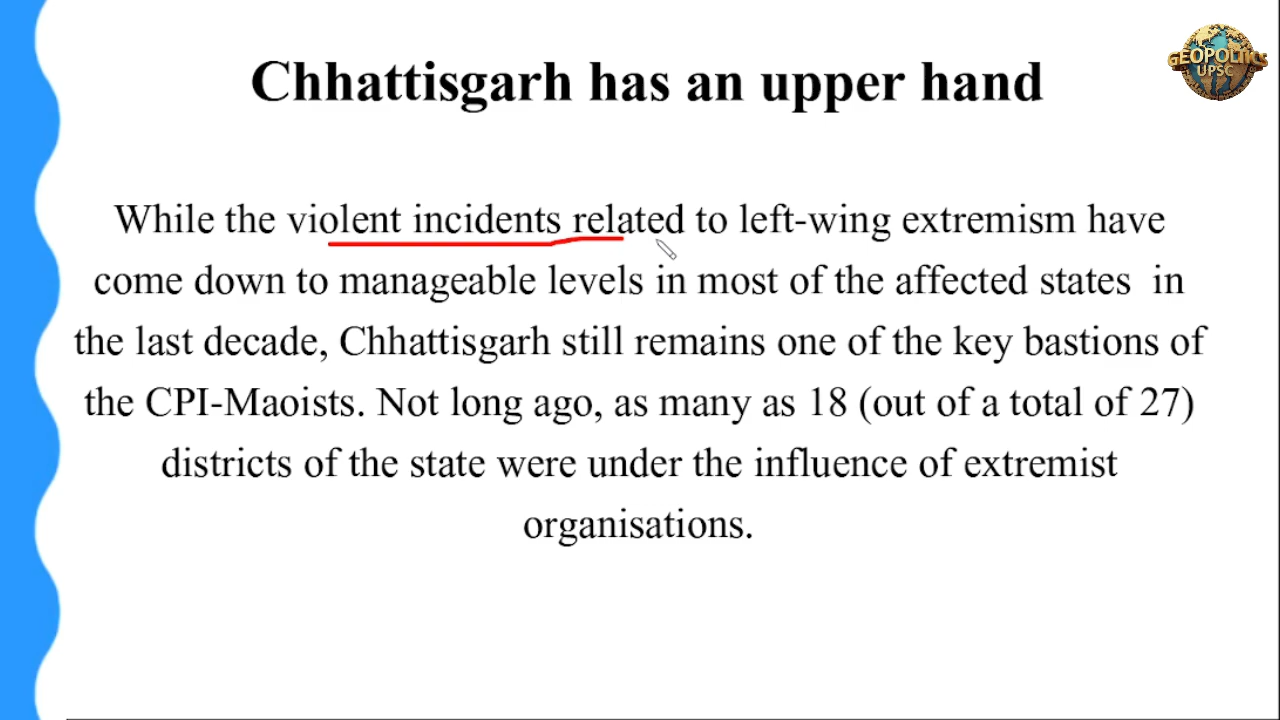 Chhattisgarh has an upper hand
GEOPOLITIKS
UPSC
While the violent incidents related to left-wing extremism have
come down to manageable levels in most of the affected states in
the last decade, Chhattisgarh still remains one of the key bastions of
the CPI-Maoists. Not long ago, as many as 18 (out of a total of 27)
districts of the state were under the influence of extremist
organisations.